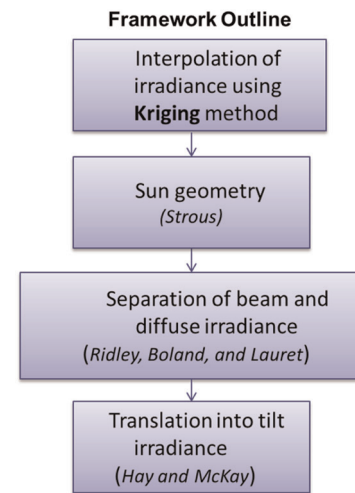 Framework Outline
Interpolation of
irradiance using
Kriging method
Sun geometry
(Strous)
Separation of beam and
diffuse irradiance
(Ridley, Boland, and Lauret)
Translation into tilt
irradiance
(Hay and McKay)